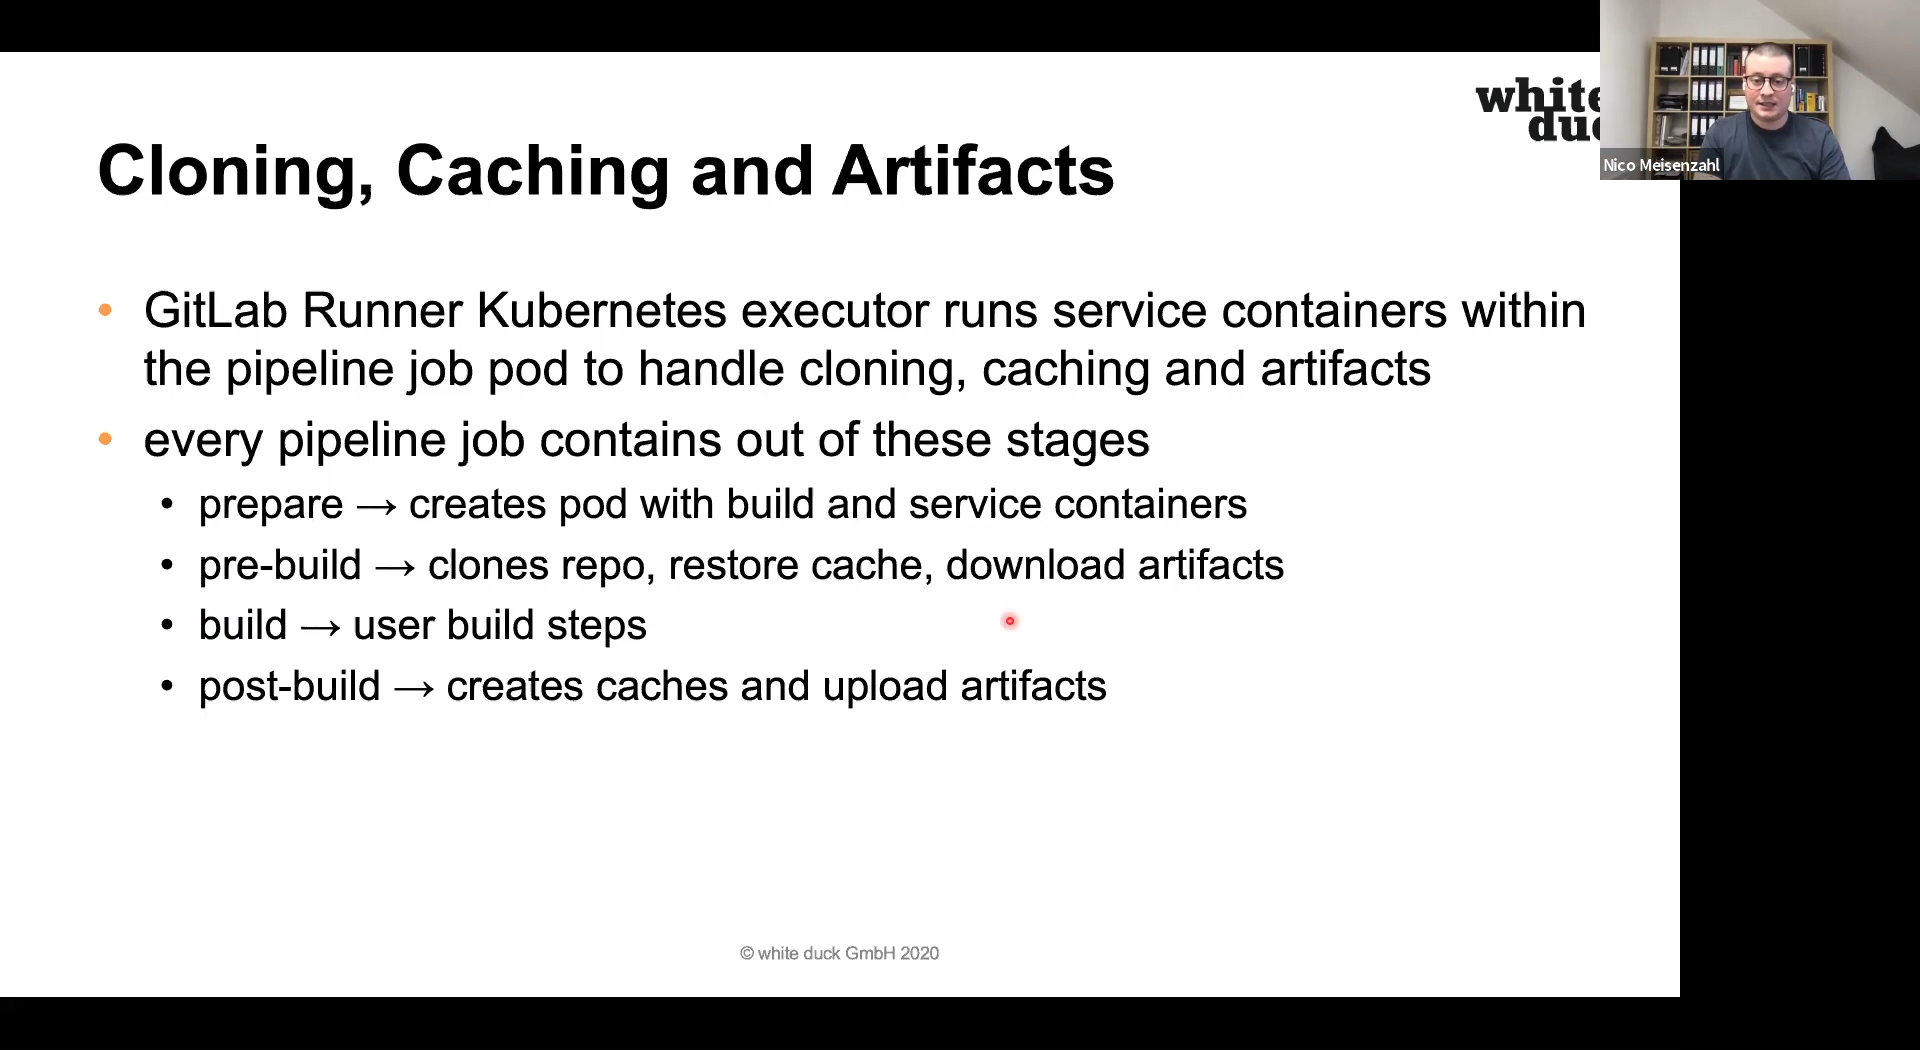 white
duc
Nico Meisenzahl
Cloning, Caching and Artifacts
• GitLab Runner Kubernetes executor runs service containers within
the pipeline job pod to handle cloning, caching and artifacts
• every pipeline job contains out of these stages
• prepare → creates pod with build and service containers
• pre-build → clones repo, restore cache, download artifacts
• build → user build steps
• post-build → creates caches and upload artifacts
© white duck GmbH 2020